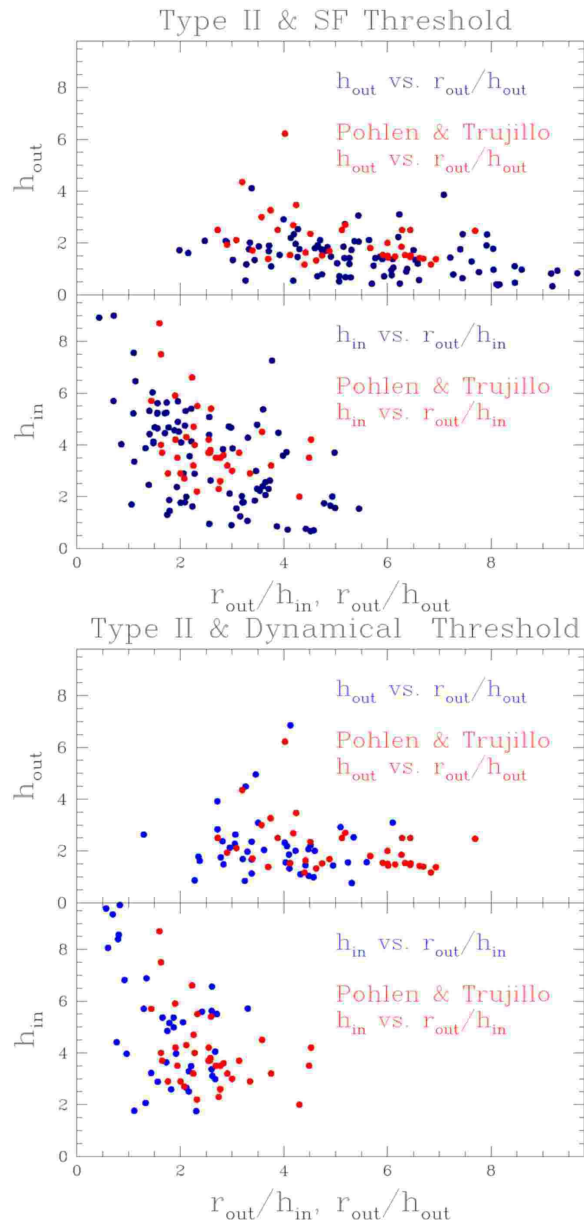 Type II & SF Threshold
8
6
4
2
0
h_out
h_out vs. r_out/h_out
Pohlen & Trujillo
h_out vs. r_out/h_out
8
6
4
2
0
h_in
h_in vs. r_out/h_in
Pohlen & Trujillo
h_in vs. r_out/h_in
0 2 4 6 8
r_out/h_in, r_out/h_out
Type II & Dynamical Threshold
8
6
4
2
0
h_out
h_out vs. r_out/h_out
Pohlen & Trujillo
h_out vs. r_out/h_out
8
6
4
2
0
h_in
h_in vs. r_out/h_in
Pohlen & Trujillo
h_in vs. r_out/h_in
0 2 4 6 8
r_out/h_in, r_out/h_out